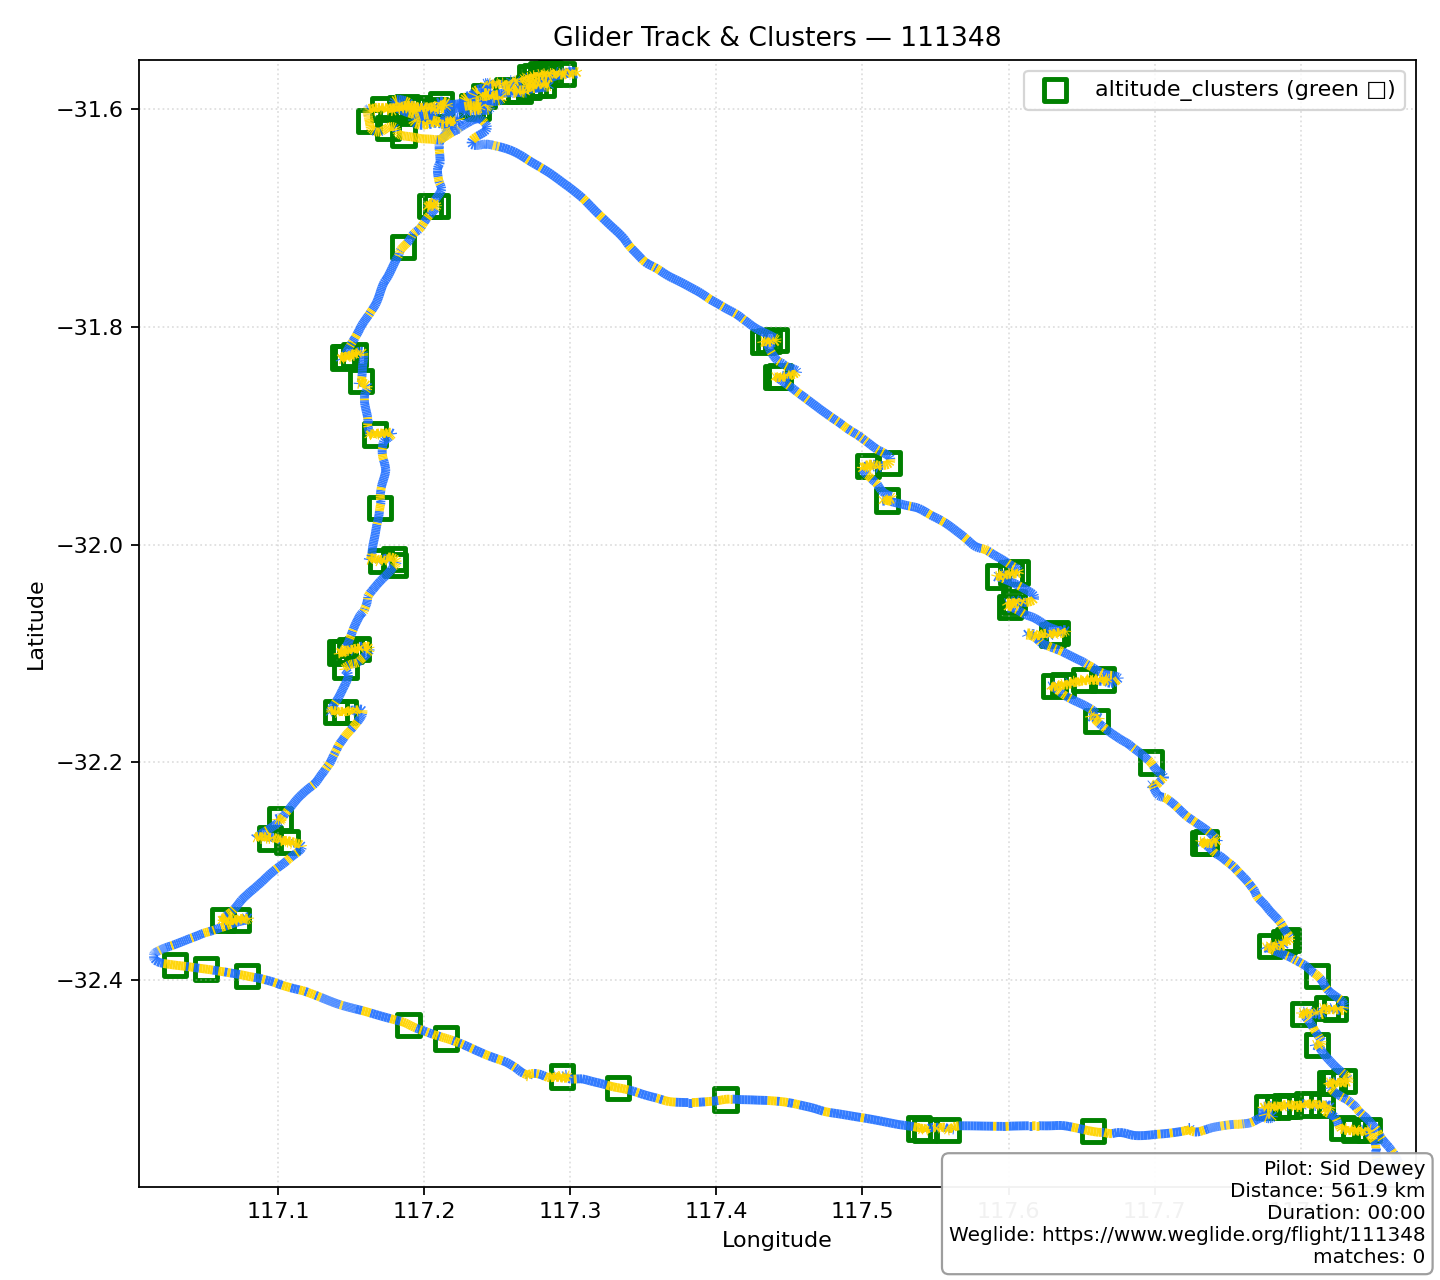 Glider Track & Clusters — 111348
altitude_clusters (green □)
−31.6
−31.8
−32.0
−32.2
−32.4
Latitude
117.1
117.2
117.3
117.4
117.5
117.6
117.7
Longitude
Pilot: Sid Dewey
Distance: 561.9 km
Duration: 00:00
Weglide: https://www.weglide.org/flight/111348
matches: 0